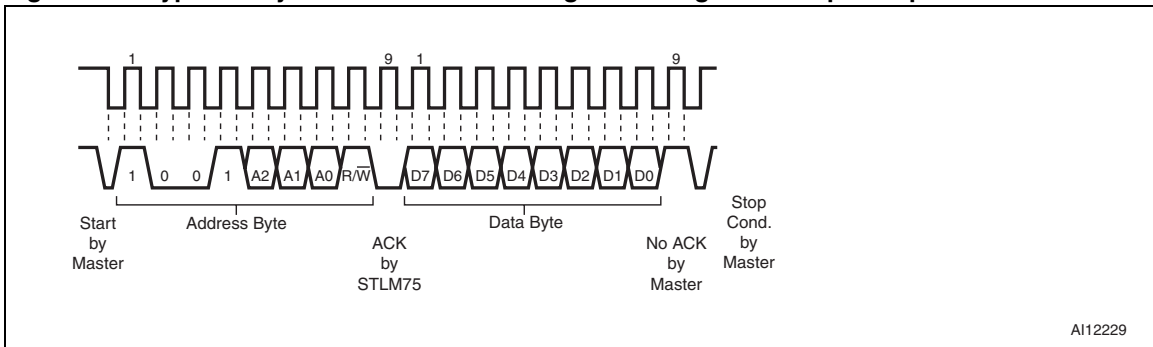 1 9 1 9
1 0 0 1 A2 A1 A0 R/W̅ D7 D6 D5 D4 D3 D2 D1 D0
Start
by
Master
Address Byte
ACK
by
STLM75
Data Byte
No ACK
by
Master
Stop
Cond.
by
Master
AI12229